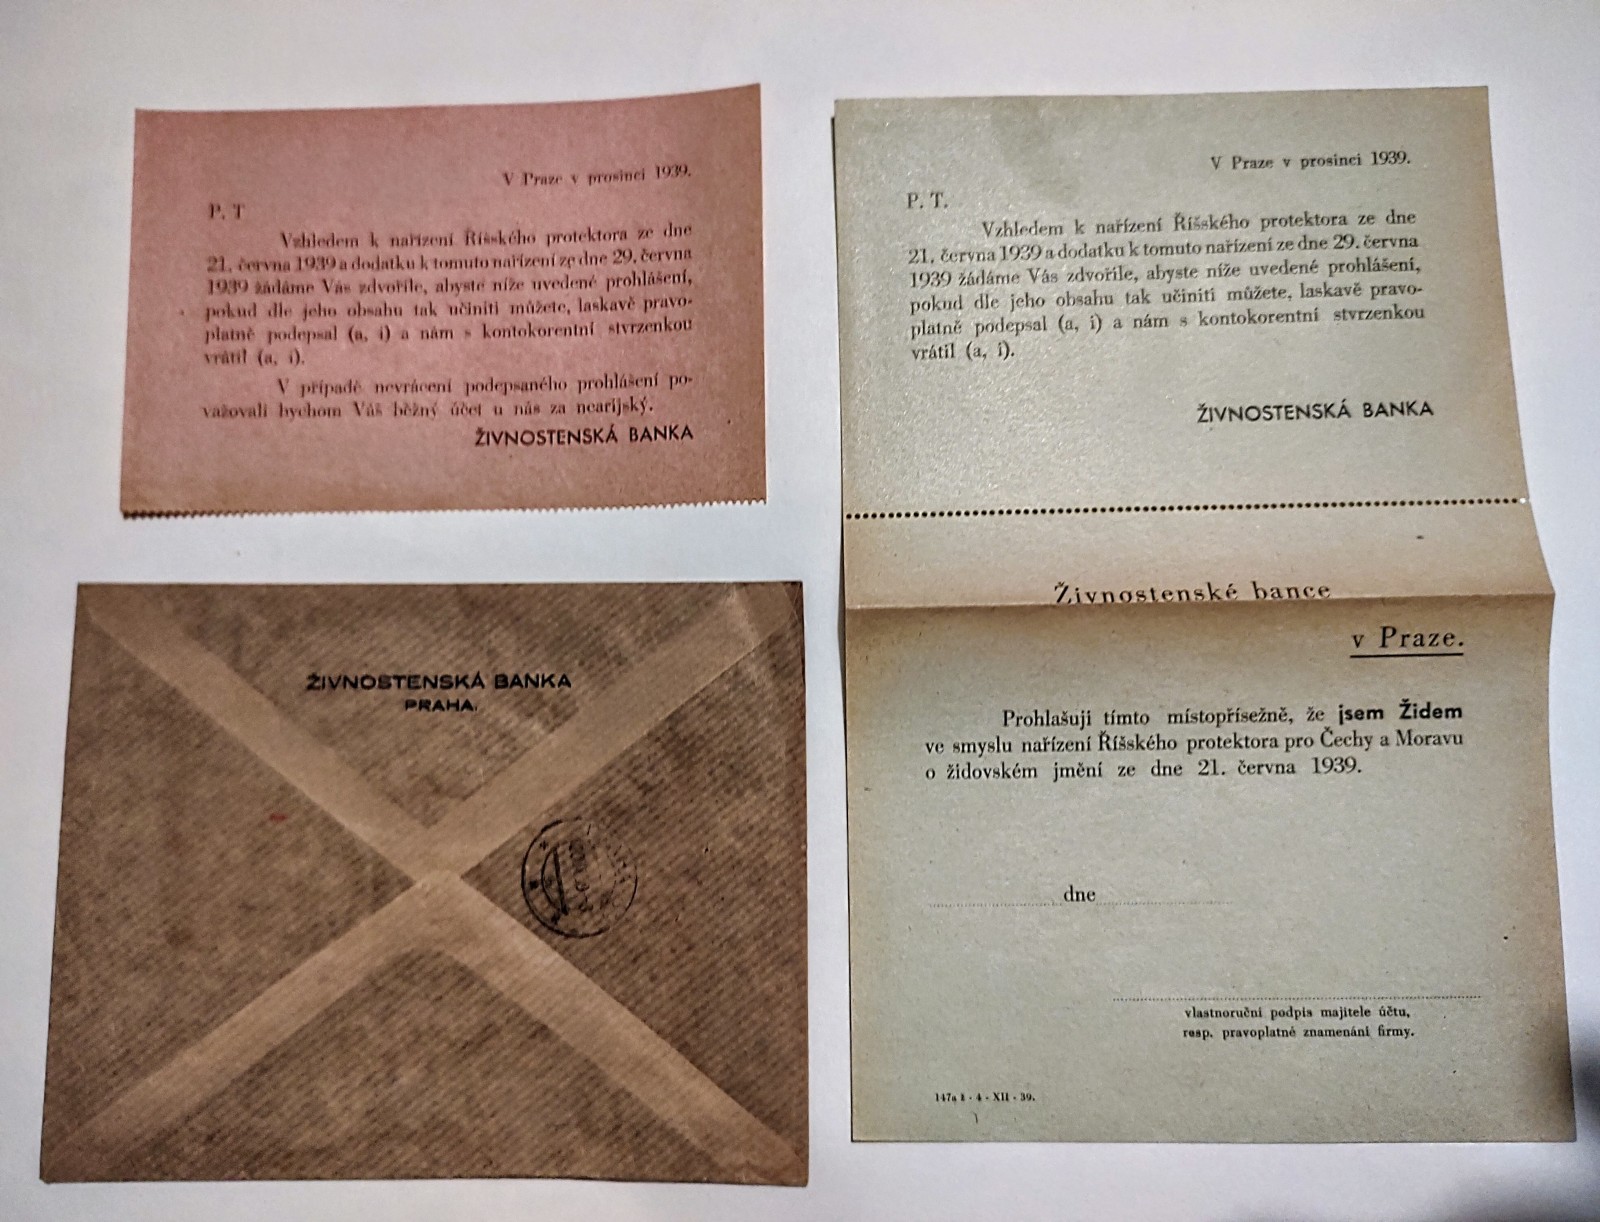 V Praze v prosinci 1939.
P. T
Vzhledem k nařízení Říšského protektora ze dne
21. června 1939 a dodatku k tomuto nařízení ze dne 29. června
1939 žádáme Vás zdvořile, abyste níže uvedené prohlášení,
pokud dle jeho obsahu tak učiniti můžete, laskavě pravo-
platně podepsal (a, i) a nám s kontokorentní stvrzenkou
vrátil (a, i).
V případě nevrácení podepsaného prohlášení po-
važovali bychom Váš běžný účet u nás za nearijský.
ŽIVNOSTENSKÁ BANKA
ŽIVNOSTENSKÁ BANKA
PRAHA.
V Praze v prosinci 1939.
P. T.
Vzhledem k nařízení Říšského protektora ze dne
21. června 1939 a dodatku k tomuto nařízení ze dne 29. června
1939 žádáme Vás zdvořile, abyste níže uvedené prohlášení,
pokud dle jeho obsahu tak učiniti můžete, laskavě pravo-
platně podepsal (a, i) a nám s kontokorentní stvrzenkou
vrátil (a, i).
ŽIVNOSTENSKÁ BANKA
Živnostenské bance
v Praze.
Prohlašuji tímto místopřísežně, že jsem Židem
ve smyslu nařízení Říšského protektora pro Čechy a Moravu
o židovském jmění ze dne 21. června 1939.
dne
vlastnoruční podpis majitele účtu,
resp. pravoplatné znamenání firmy.
4 - XII - 39.